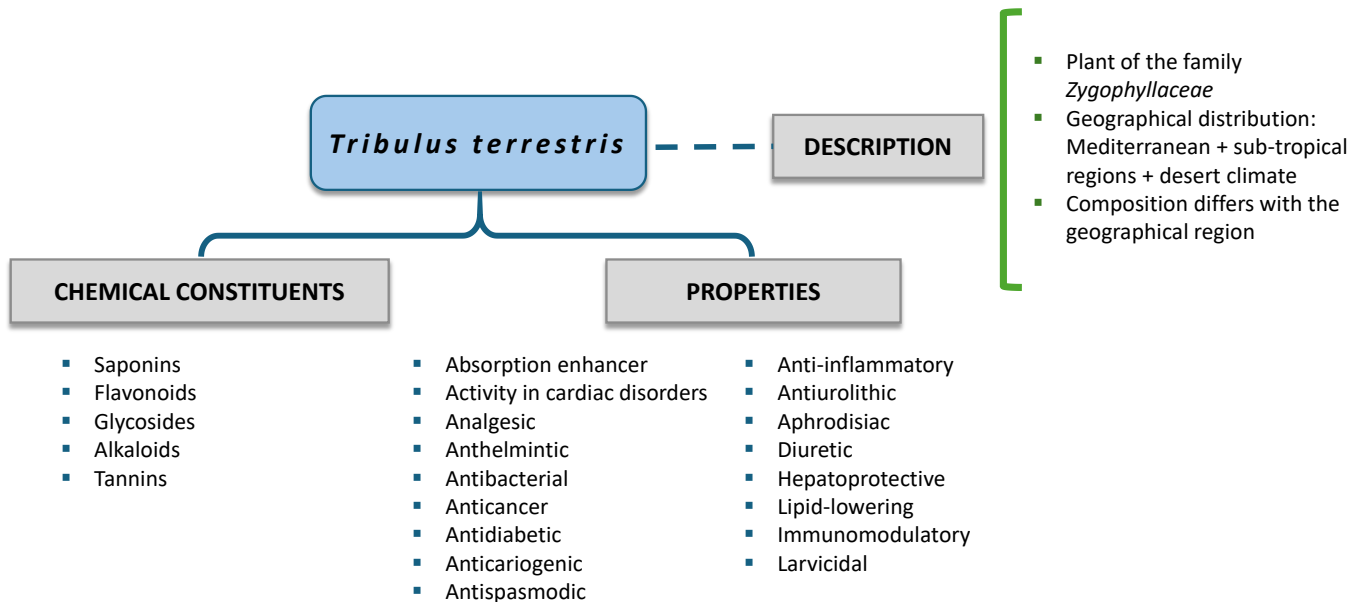 Tribulus terrestris
DESCRIPTION
▪ Plant of the family
Zygophyllaceae
▪ Geographical distribution:
Mediterranean + sub-tropical
regions + desert climate
▪ Composition differs with the
geographical region
CHEMICAL CONSTITUENTS
▪ Saponins
▪ Flavonoids
▪ Glycosides
▪ Alkaloids
▪ Tannins
PROPERTIES
▪ Absorption enhancer
▪ Activity in cardiac disorders
▪ Analgesic
▪ Anthelmintic
▪ Antibacterial
▪ Anticancer
▪ Antidiabetic
▪ Anticariogenic
▪ Antispasmodic
▪ Anti-inflammatory
▪ Antiurolithic
▪ Aphrodisiac
▪ Diuretic
▪ Hepatoprotective
▪ Lipid-lowering
▪ Immunomodulatory
▪ Larvicidal